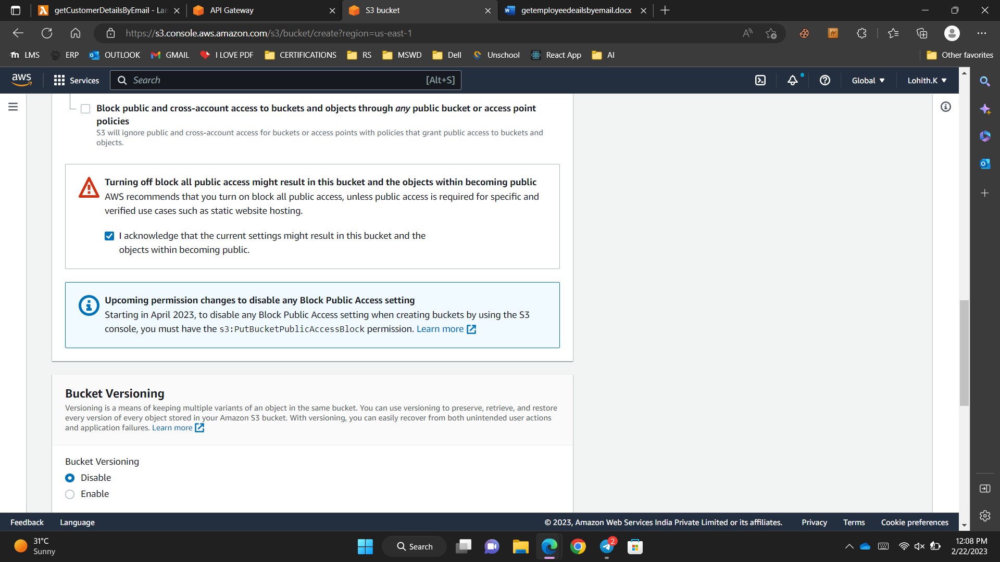 getCustomerDetailsByEmail - Lan
API Gateway
S3 bucket
getemployeedeailsbyemail.docx
https://s3.console.aws.amazon.com/s3/bucket/create?region=us-east-1
LMS
ERP
OUTLOOK
GMAIL
I LOVE PDF
CERTIFICATIONS
RS
MSWD
Dell
Unschool
React App
AI
Other favorites
aws
Services
Search
[Alt+S]
Global
Lohith.K
Block public and cross-account access to buckets and objects through any public bucket or access point
policies
S3 will ignore public and cross-account access for buckets or access points with policies that grant public access to buckets and
objects.
Turning off block all public access might result in this bucket and the objects within becoming public
AWS recommends that you turn on block all public access, unless public access is required for specific and
verified use cases such as static website hosting.
I acknowledge that the current settings might result in this bucket and the
objects within becoming public.
Upcoming permission changes to disable any Block Public Access setting
Starting in April 2023, to disable any Block Public Access setting when creating buckets by using the S3
console, you must have the s3:PutBucketPublicAccessBlock permission. Learn more
Bucket Versioning
Versioning is a means of keeping multiple variants of an object in the same bucket. You can use versioning to preserve, retrieve, and restore
every version of every object stored in your Amazon S3 bucket. With versioning, you can easily recover from both unintended user actions
and application failures. Learn more
Bucket Versioning
Disable
Enable
Feedback
Language
© 2023, Amazon Web Services India Private Limited or its affiliates.
Privacy
Terms
Cookie preferences
31°C
Sunny
Search
2
12:08 PM
2/22/2023